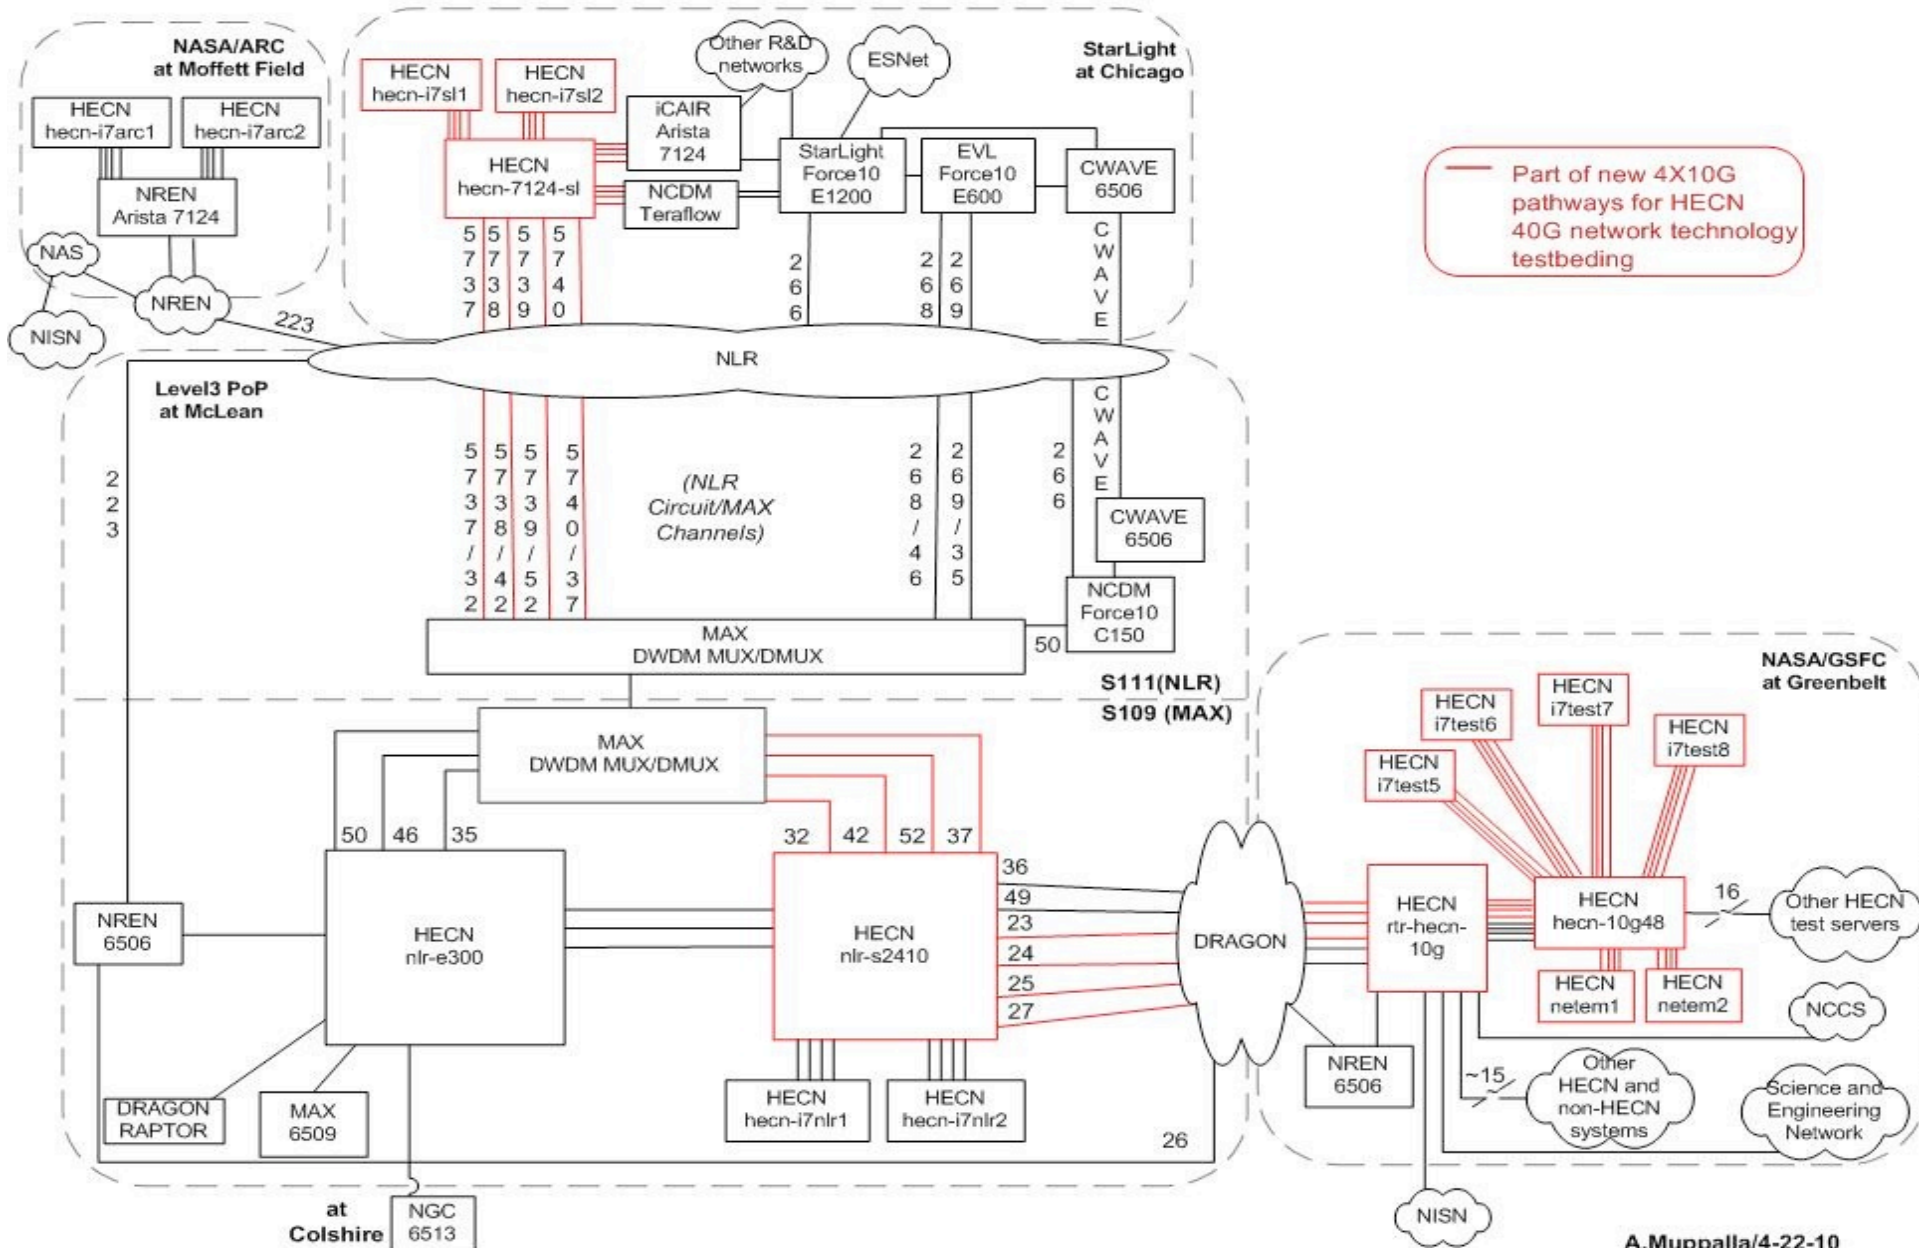 NASA/ARC
at Moffett Field
HECN
hecn-i7arc1
HECN
hecn-i7arc2
NREN
Arista 7124
NAS
NREN
NISN
223
StarLight
at Chicago
HECN
hecn-i7sl1
HECN
hecn-i7sl2
Other R&D
networks
ESNet
iCAIR
Arista
7124
HECN
hecn-7124-sl
NCDM
Teraflow
StarLight
Force10
E1200
EVL
Force10
E600
CWAVE
6506
5737
5738
5739
5740
266
268
269
CWAVE
Part of new 4X10G
pathways for HECN
40G network technology
testbeding
NLR
Level3 PoP
at McLean
223
5737/32
5738/42
5739/52
5740/37
(NLR
Circuit/MAX
Channels)
268/46
269/35
266
CWAVE
CWAVE
6506
NCDM
Force10
C150
50
MAX
DWDM MUX/DMUX
S111(NLR)
S109 (MAX)
MAX
DWDM MUX/DMUX
50
46
35
32
42
52
37
NREN
6506
HECN
nlr-e300
HECN
nlr-s2410
36
49
23
24
25
27
DRAGON
HECN
hecn-i7nlr1
HECN
hecn-i7nlr2
DRAGON
RAPTOR
MAX
6509
26
at
Colshire
NGC
6513
NASA/GSFC
at Greenbelt
HECN
i7test5
HECN
i7test6
HECN
i7test7
HECN
i7test8
HECN
rtr-hecn-
10g
HECN
hecn-10g48
16
Other HECN
test servers
HECN
netem1
HECN
netem2
NCCS
NREN
6506
~15
Other
HECN and
non-HECN
systems
Science and
Engineering
Network
NISN
A.Muppalla/4-22-10